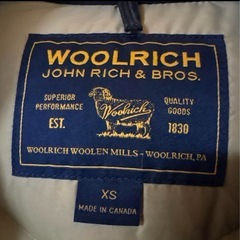 WOOLRICH
JOHN RICH & BROS.
SUPERIOR
PERFORMANCE
QUALITY
GOODS
Woolrich
EST.
1830
WOOLRICH WOOLEN MILLS - WOOLRICH, PA
XS
MADE IN CANADA